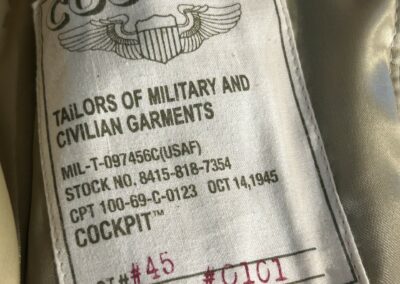 TAILORS OF MILITARY AND
CIVILIAN GARMENTS
MIL-T-097456C(USAF)
STOCK NO. 8415-818-7354
CPT 100-69-C-0123 OCT 14,1945
COCKPIT™
#45 #C1C1